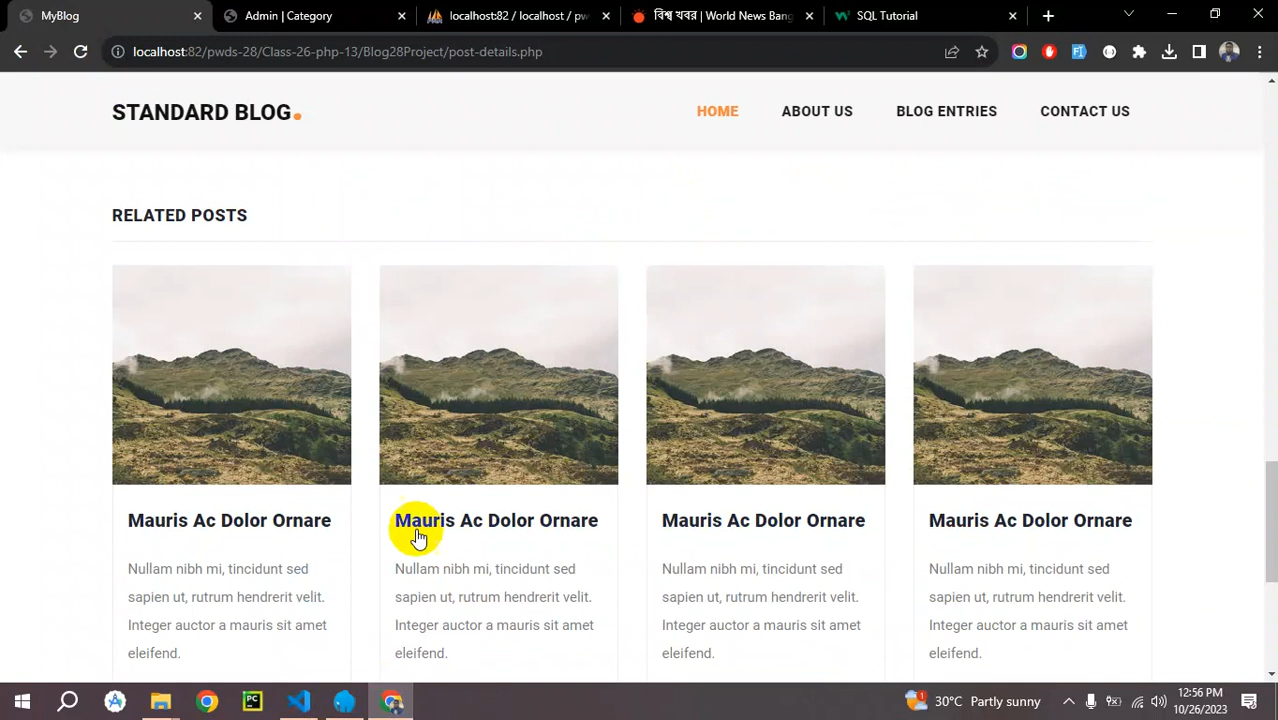 MyBlog
Admin | Category
localhost:82 / localhost / pw
বিশ্ব খবর | World News Bang
SQL Tutorial
localhost:82/pwds-28/Class-26-php-13/Blog28Project/post-details.php
STANDARD BLOG.
HOME
ABOUT US
BLOG ENTRIES
CONTACT US
RELATED POSTS
Mauris Ac Dolor Ornare
Mauris Ac Dolor Ornare
Mauris Ac Dolor Ornare
Mauris Ac Dolor Ornare
Nullam nibh mi, tincidunt sed
sapien ut, rutrum hendrerit velit.
Integer auctor a mauris sit amet
eleifend.
Nullam nibh mi, tincidunt sed
sapien ut, rutrum hendrerit velit.
Integer auctor a mauris sit amet
eleifend.
Nullam nibh mi, tincidunt sed
sapien ut, rutrum hendrerit velit.
Integer auctor a mauris sit amet
eleifend.
Nullam nibh mi, tincidunt sed
sapien ut, rutrum hendrerit velit.
Integer auctor a mauris sit amet
eleifend.
30°C Partly sunny
12:56 PM
10/26/2023